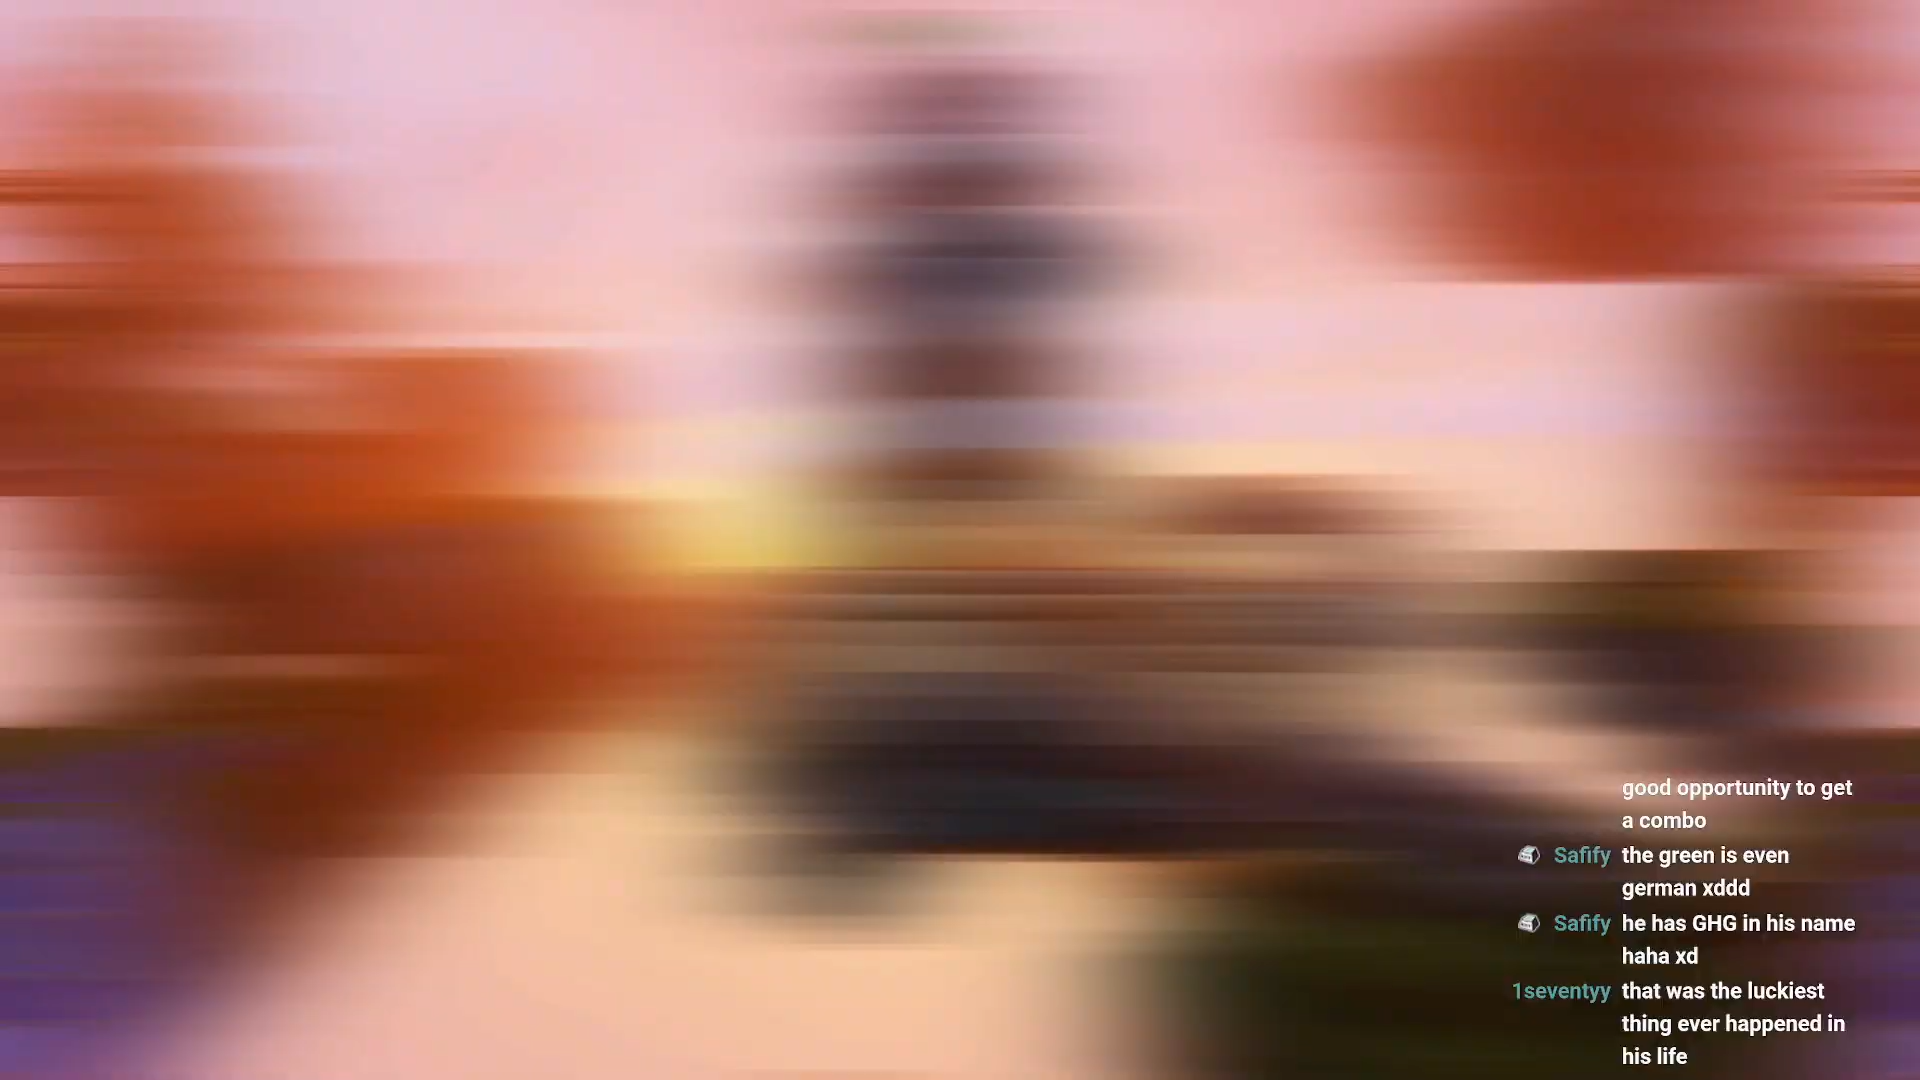 good opportunity to get
a combo
Safify the green is even
german xddd
Safify he has GHG in his name
haha xd
1seventyy that was the luckiest
thing ever happened in
his life